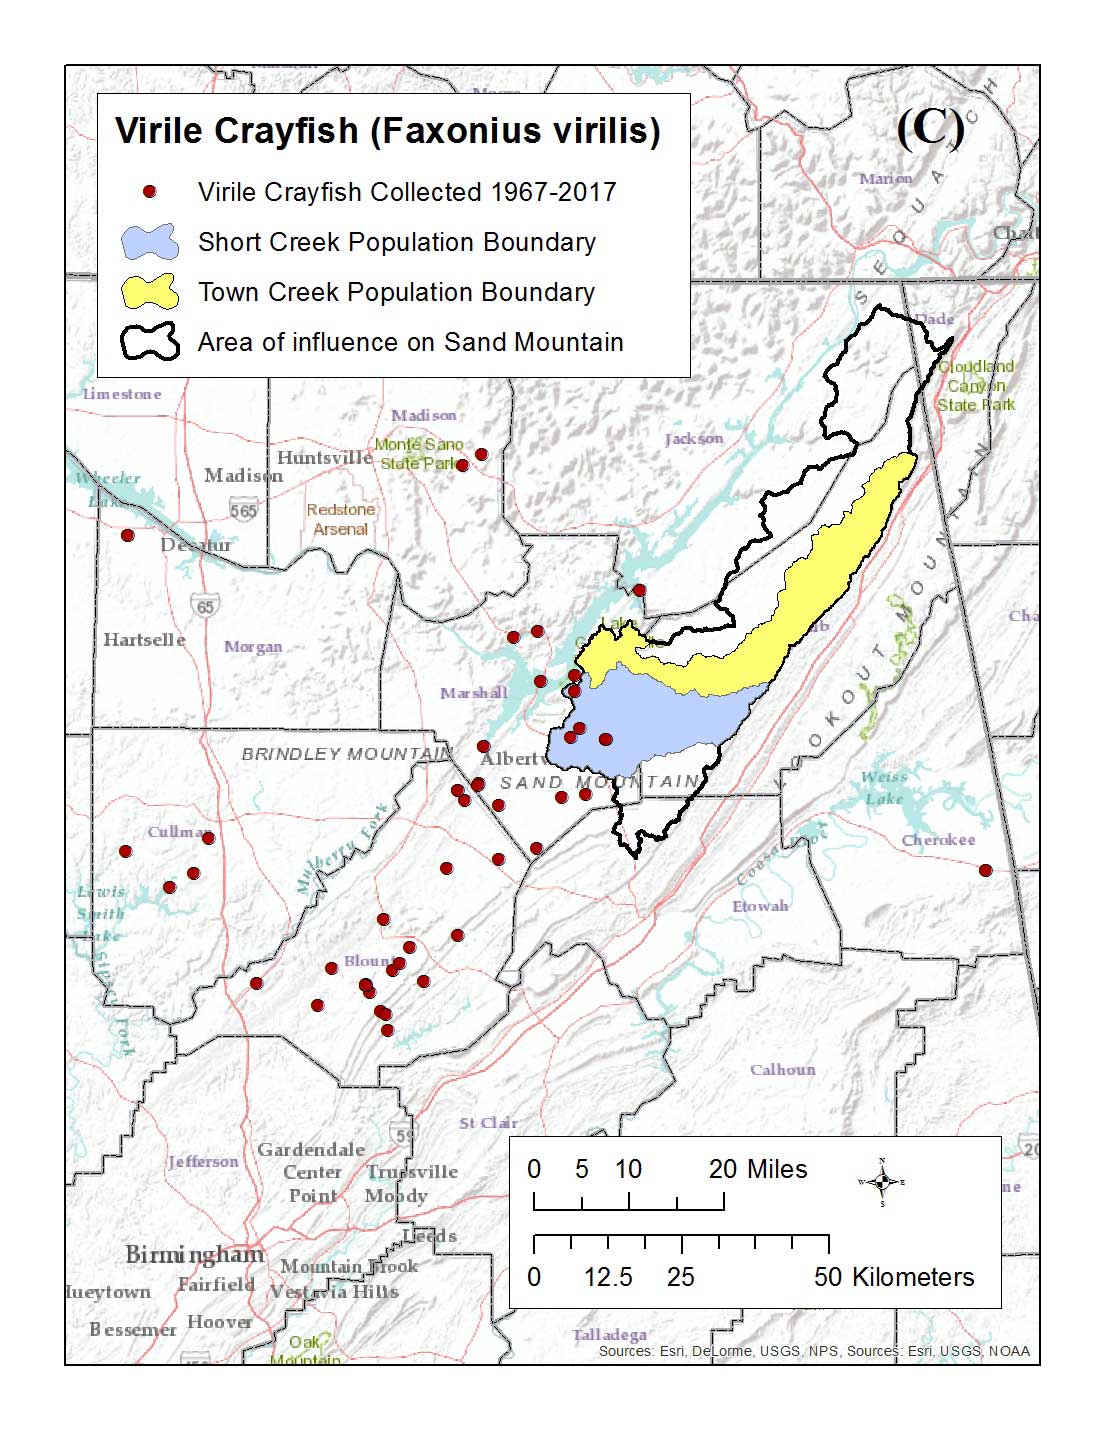 (C)
Virile Crayfish (Faxonius virilis)
Virile Crayfish Collected 1967-2017
Short Creek Population Boundary
Town Creek Population Boundary
Area of influence on Sand Mountain
Marion
SEQUATCH
Dade
Cloudland
Canyon
State Park
Limestone
Madison
Jackson
Monte Sano
State Park
Huntsville
Madison
Wheeler
Lake
565
Redstone
Arsenal
Decatur
65
Hartselle
Morgan
Lake
Marshall
LOOKOUT MOUNTAIN
BRINDLEY MOUNTAIN
SAND MOUNTAIN
Weiss
Lake
Cullman
Mulberry Fork
Cherokee
Coosa
Lewis
Smith
Lake
Etowah
Blount
Sipsey Fork
Calhoun
59
St Clair
Jefferson
Gardendale
Center
Point
Trussville
Moody
Leeds
Birmingham
Mountain Brook
Fairfield
Vestavia Hills
Hoover
Bessemer
Oak
Mountain
Talladega
20
0 5 10 20 Miles
N
W E
S
0 12.5 25 50 Kilometers
Sources: Esri, DeLorme, USGS, NPS, Sources: Esri, USGS, NOAA